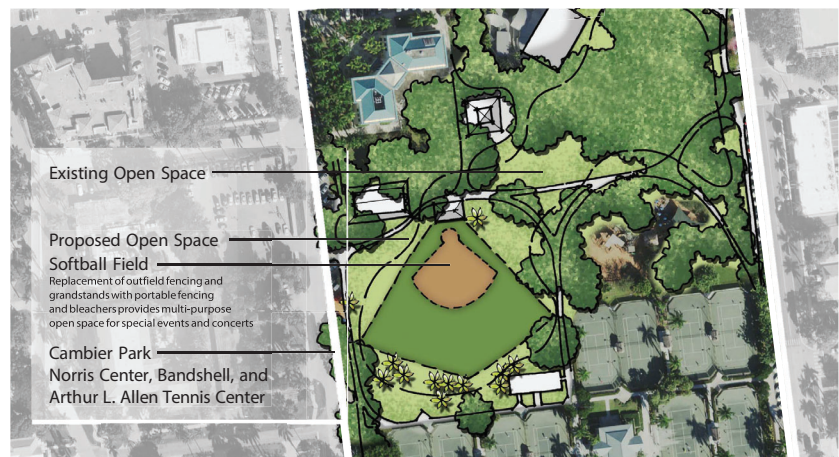 Existing Open Space
Proposed Open Space
Softball Field
Replacement of outfield fencing and
grandstands with portable fencing
and bleachers provides multi-purpose
open space for special events and concerts
Cambier Park
Norris Center, Bandshell, and
Arthur L. Allen Tennis Center